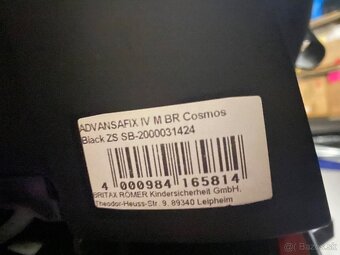 ADVANSAFIX IV M BR Cosmos
Black ZS SB-2000031424
4 000984 165814
BRITAX RÖMER Kindersicherheit GmbH.
Theodor-Heuss-Str. 9, 89340 Leipheim